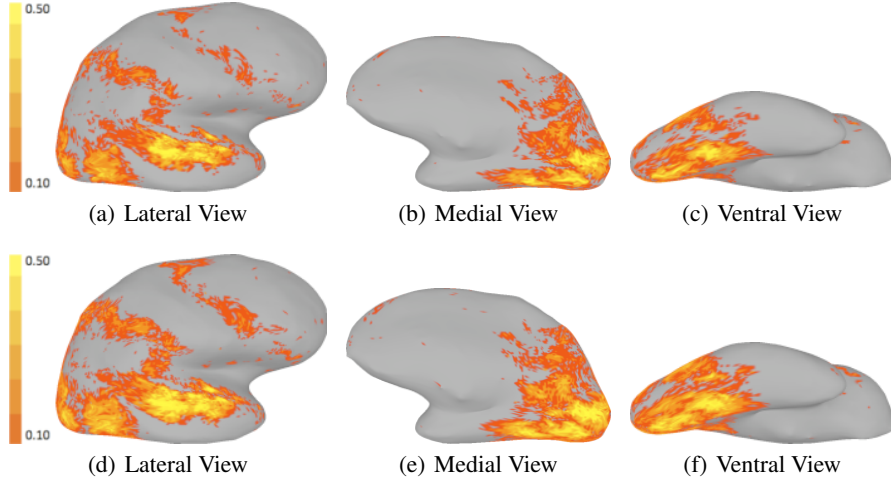 0.50
0.10
(a) Lateral View
(b) Medial View
(c) Ventral View
0.50
0.10
(d) Lateral View
(e) Medial View
(f) Ventral View